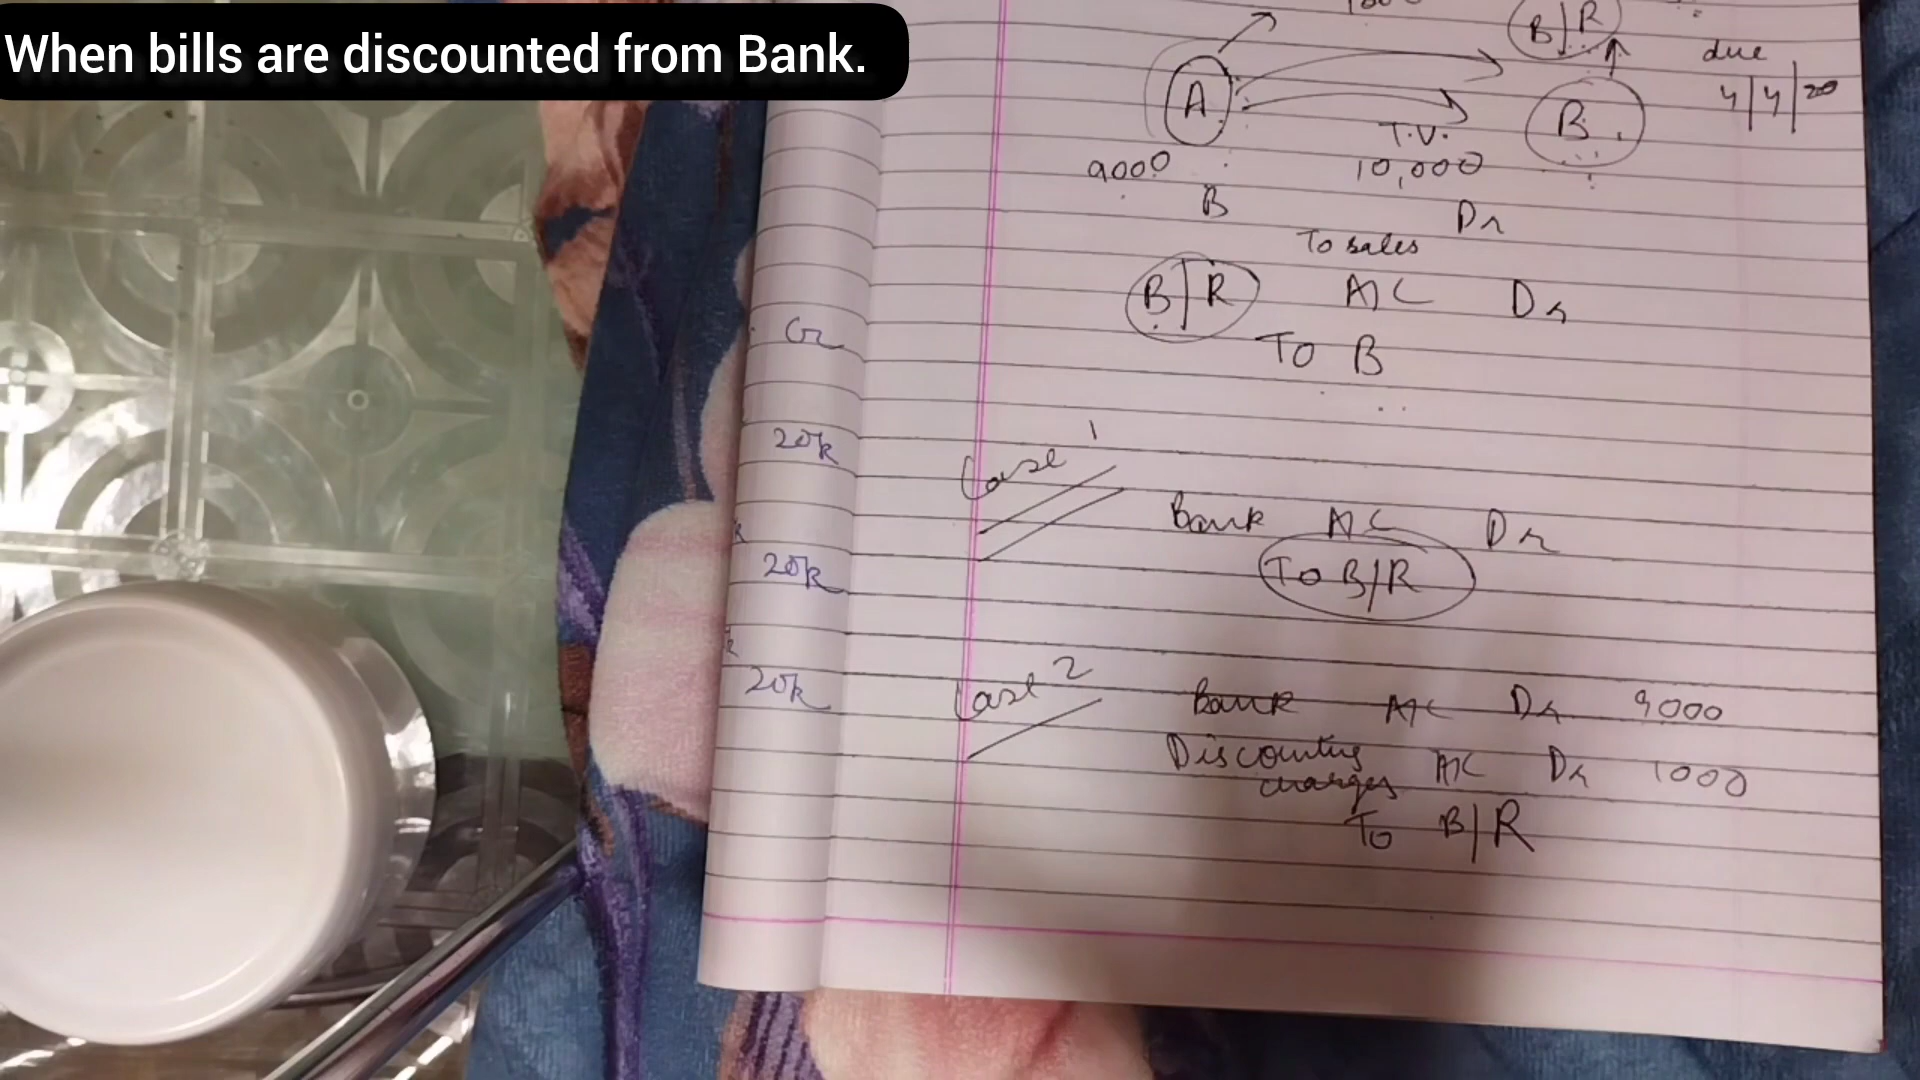 When bills are discounted from Bank.
B/R
due
A
B
4/4/20
T.V.
9000
10,000
B Dr
To sales
B/R A/C Dr
To B
Cr
20k
Case 1
Bank A/C Dr
To B/R
20k
Case 2
20k
Bank A/C Dr 9000
Discounting charges A/C Dr 1000
To B/R